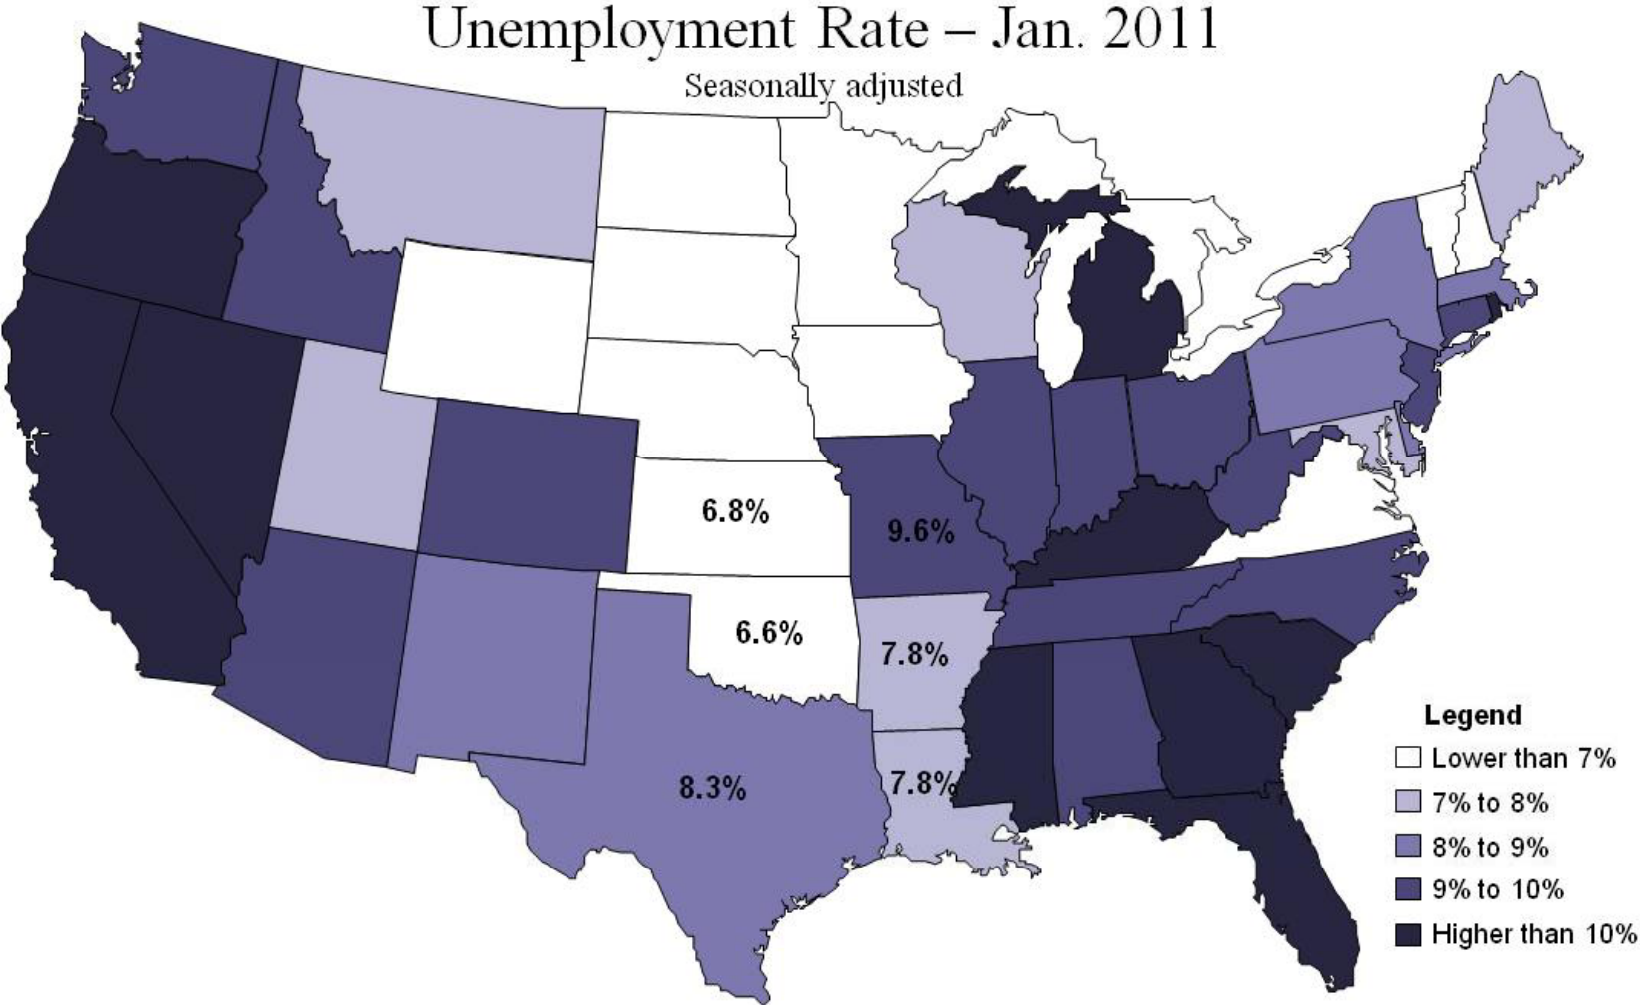 Unemployment Rate – Jan. 2011
Seasonally adjusted
6.8%
9.6%
6.6%
7.8%
8.3%
7.8%
Legend
Lower than 7%
7% to 8%
8% to 9%
9% to 10%
Higher than 10%